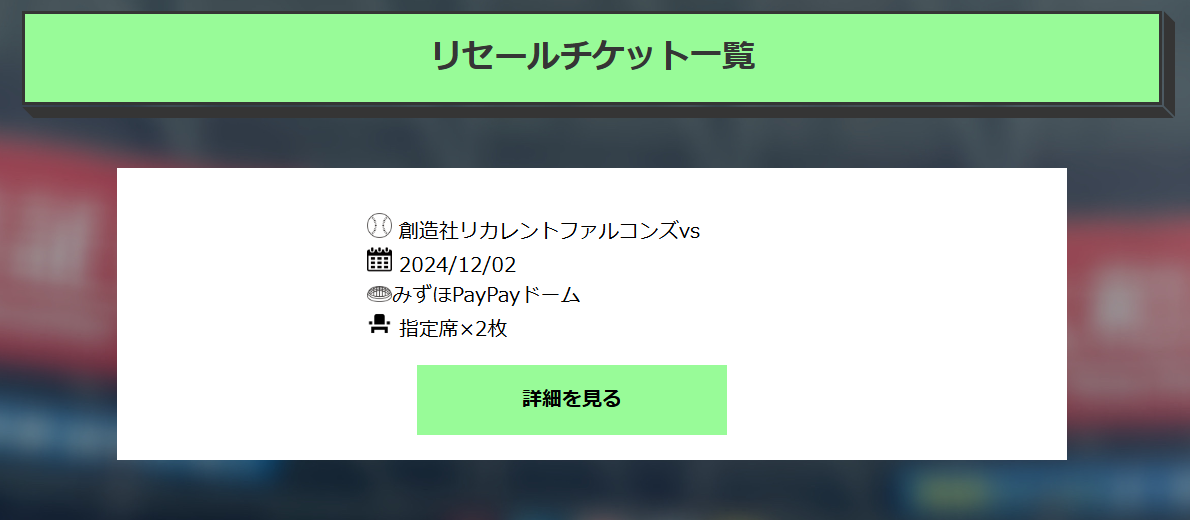 リセールチケット一覧
創造社リカレントファルコンズvs
2024/12/02
みずほPayPayドーム
指定席×2枚
詳細を見る